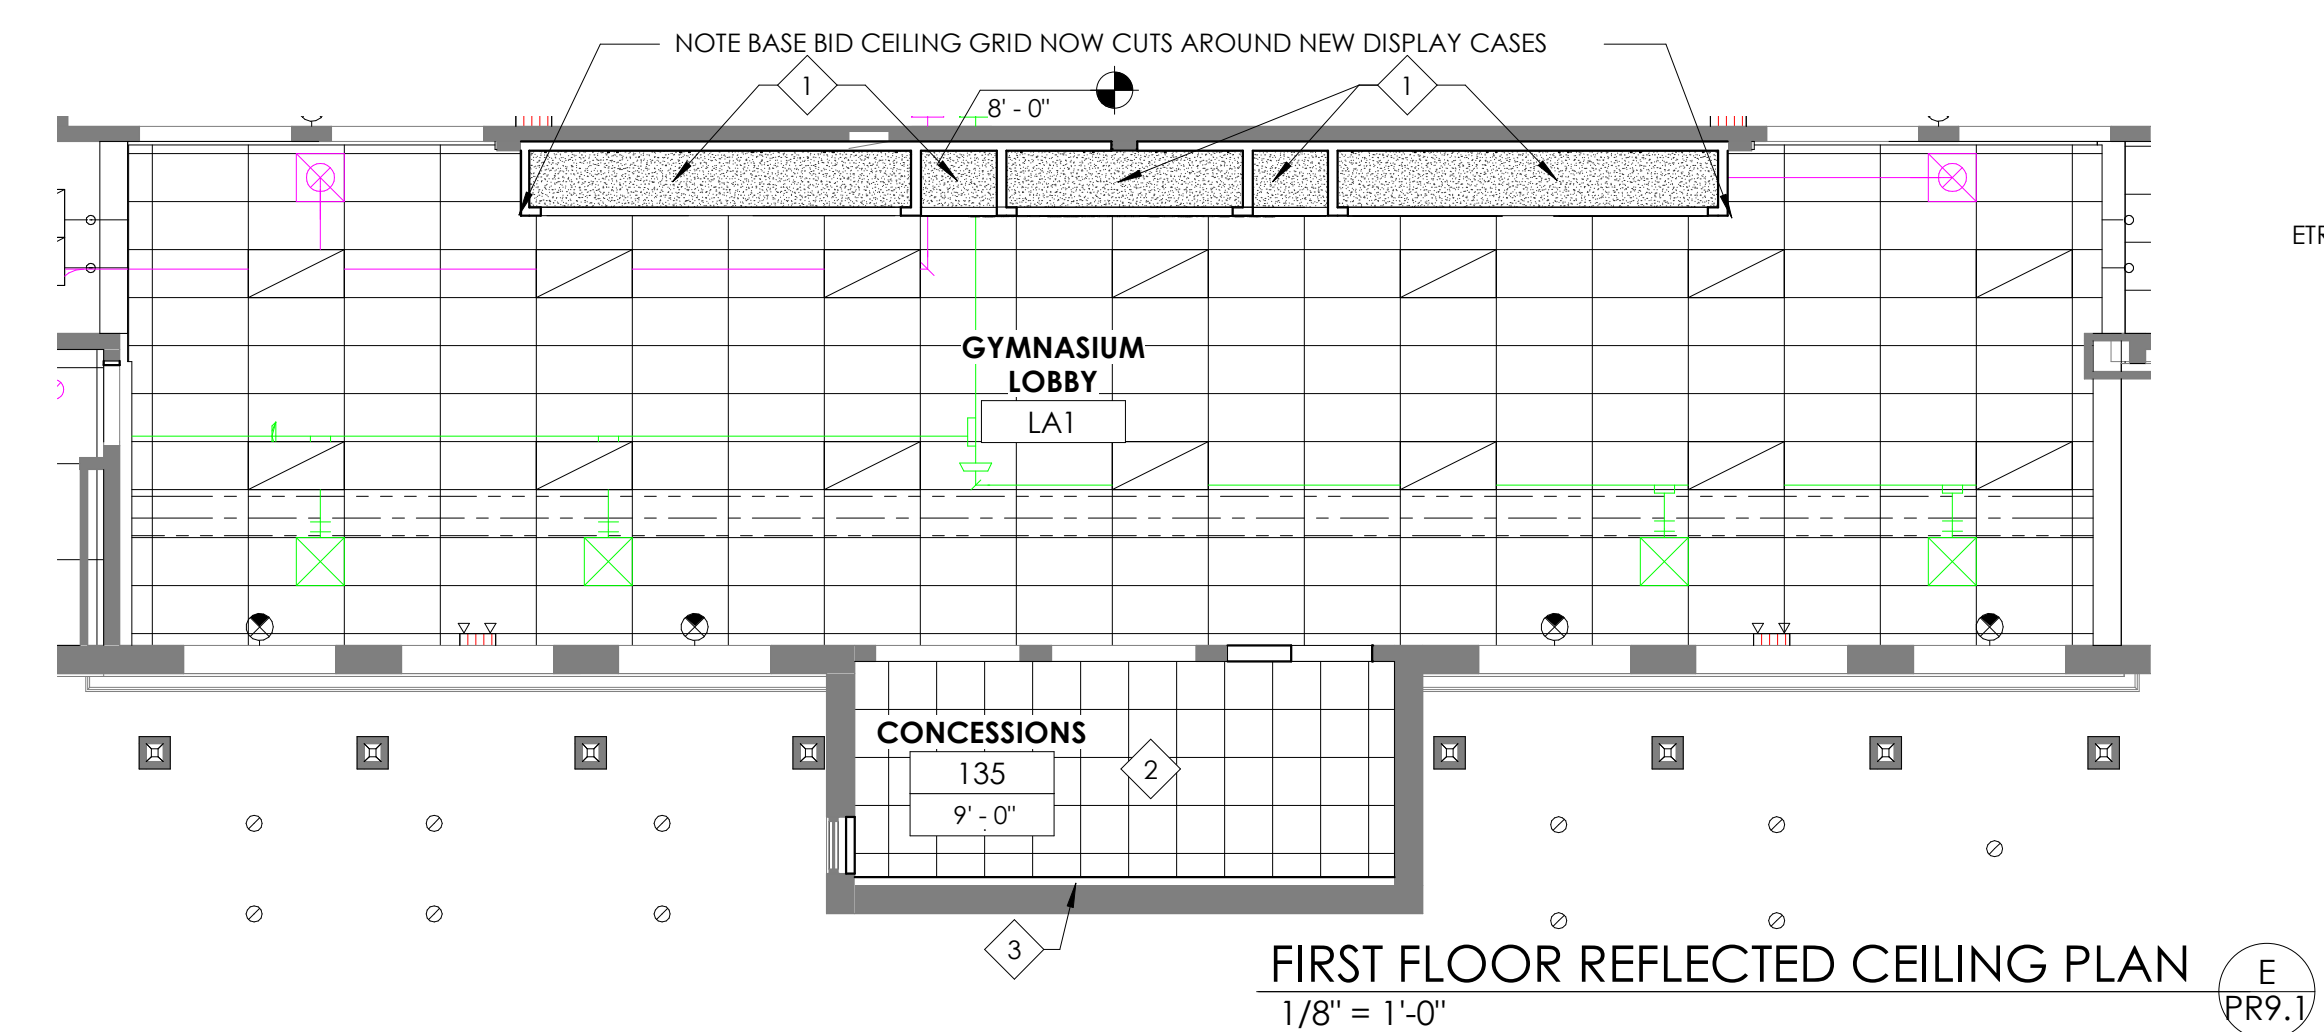 NOTE BASE BID CEILING GRID NOW CUTS AROUND NEW DISPLAY CASES
1
1
8' - 0"
ETR
GYMNASIUM
LOBBY
LA1
CONCESSIONS
135
9' - 0"
2
3
FIRST FLOOR REFLECTED CEILING PLAN
1/8" = 1'-0"
E
PR9.1